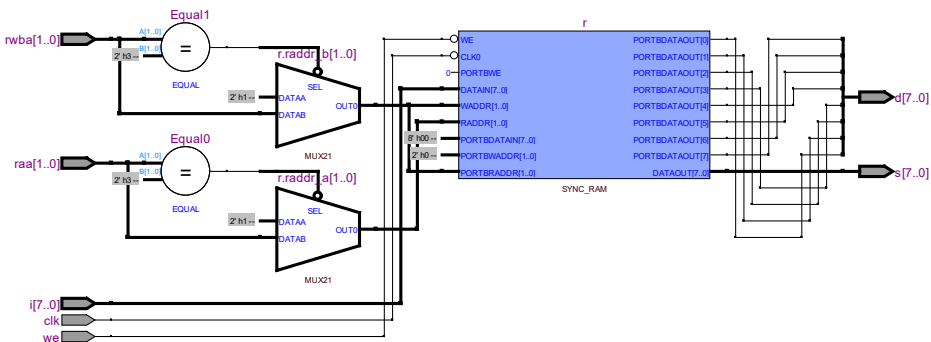 Equal1
r
rwba[1..0]
A[1..0]
B[1..0]
2' h3 --
=
EQUAL
r.raddr_b[1..0]
SEL
2' h1 --
DATAA
DATAB
OUT0
MUX21
Equal0
raa[1..0]
A[1..0]
B[1..0]
2' h3 --
=
EQUAL
r.raddr_a[1..0]
SEL
2' h1 --
DATAA
DATAB
OUT0
MUX21
WE
CLK0
0
PORTBWE
DATAIN[7..0]
WADDR[1..0]
RADDR[1..0]
8' h00 --
PORTBDATAIN[7..0]
2' h0 --
PORTBWADDR[1..0]
PORTBRADDR[1..0]
PORTBDATAOUT[0]
PORTBDATAOUT[1]
PORTBDATAOUT[2]
PORTBDATAOUT[3]
PORTBDATAOUT[4]
PORTBDATAOUT[5]
PORTBDATAOUT[6]
PORTBDATAOUT[7]
DATAOUT[7..0]
SYNC_RAM
d[7..0]
s[7..0]
i[7..0]
clk
we